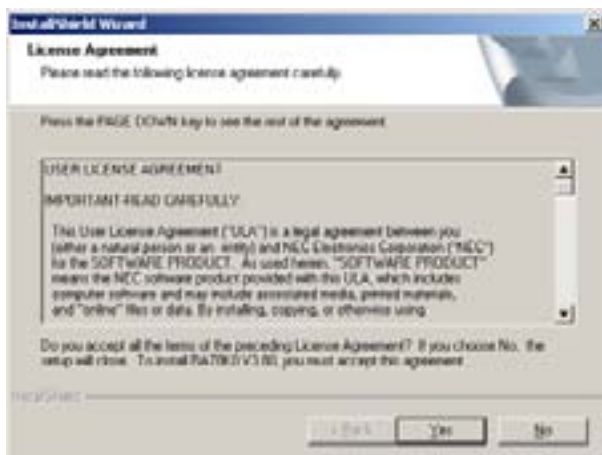 InstallShield Wizard
License Agreement
Please read the following license agreement carefully.
Press the PAGE DOWN key to see the rest of the agreement.
USER LICENSE AGREEMENT
IMPORTANT-READ CAREFULLY:
This User License Agreement ("ULA") is a legal agreement between you
(either a natural person or an entity) and NEC Electronics Corporation ("NEC")
for the SOFTWARE PRODUCT. As used herein, "SOFTWARE PRODUCT"
means the NEC software product provided with this ULA, which includes
computer software and may include associated media, printed materials,
and "online" files or data. By installing, copying, or otherwise using
Do you accept all the terms of the preceding License Agreement? If you choose No, the
setup will close. To install RA78K0 V3.80, you must accept this agreement.
InstallShield
< Back
Yes
No